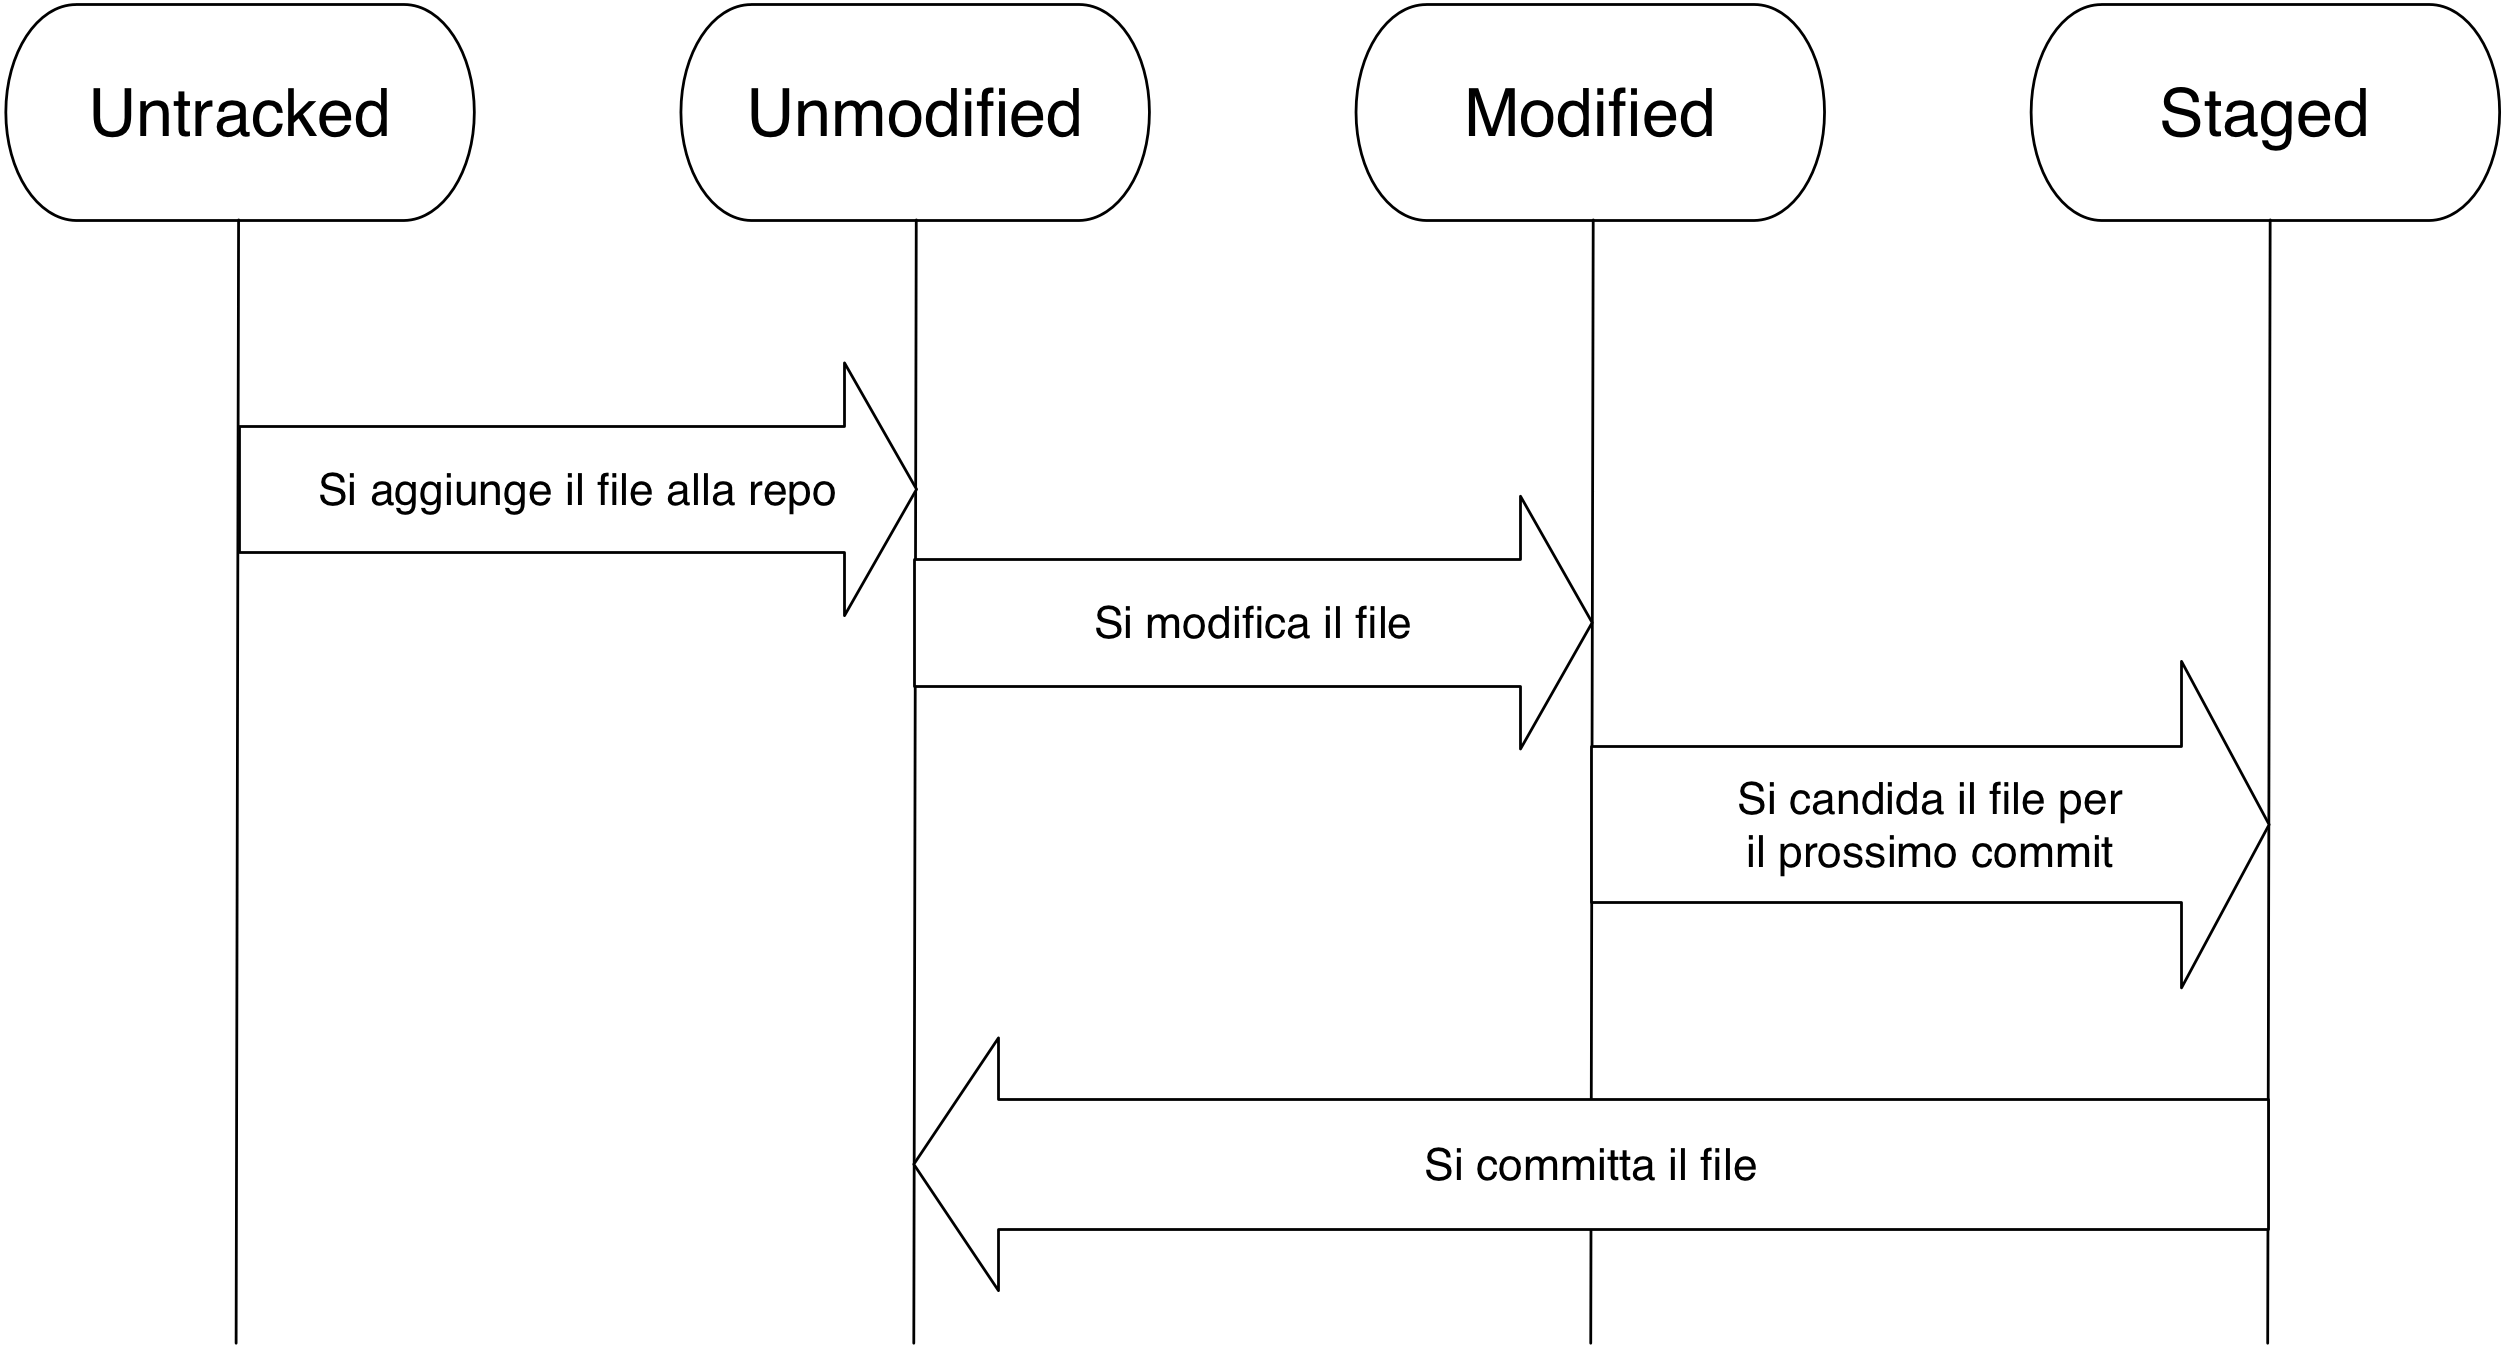 Untracked
Unmodified
Modified
Staged
Si aggiunge il file alla repo
Si modifica il file
Si candida il file per
il prossimo commit
Si committa il file